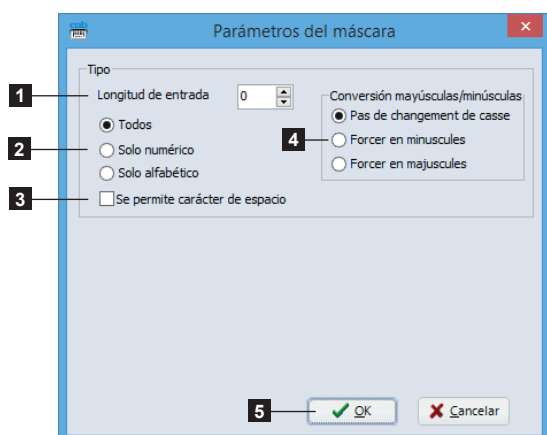 cab
Parámetros del máscara
Tipo
1 Longitud de entrada 0
Conversión mayúsculas/minúsculas
Todos
Pas de changement de casse
2 Solo numérico
4 Forcer en minuscules
Solo alfabético
Forcer en majuscules
3 Se permite carácter de espacio
5 OK Cancelar